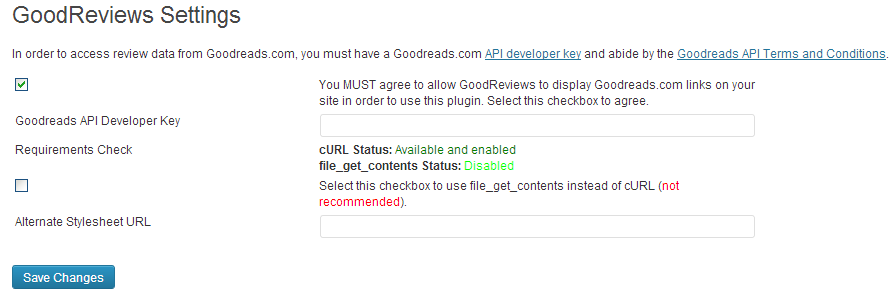 GoodReviews Settings
In order to access review data from Goodreads.com, you must have a Goodreads.com API developer key and abide by the Goodreads API Terms and Conditions.
You MUST agree to allow GoodReviews to display Goodreads.com links on your
site in order to use this plugin. Select this checkbox to agree.
Goodreads API Developer Key
Requirements Check
cURL Status: Available and enabled
file_get_contents Status: Disabled
Select this checkbox to use file_get_contents instead of cURL (not
recommended).
Alternate Stylesheet URL
Save Changes